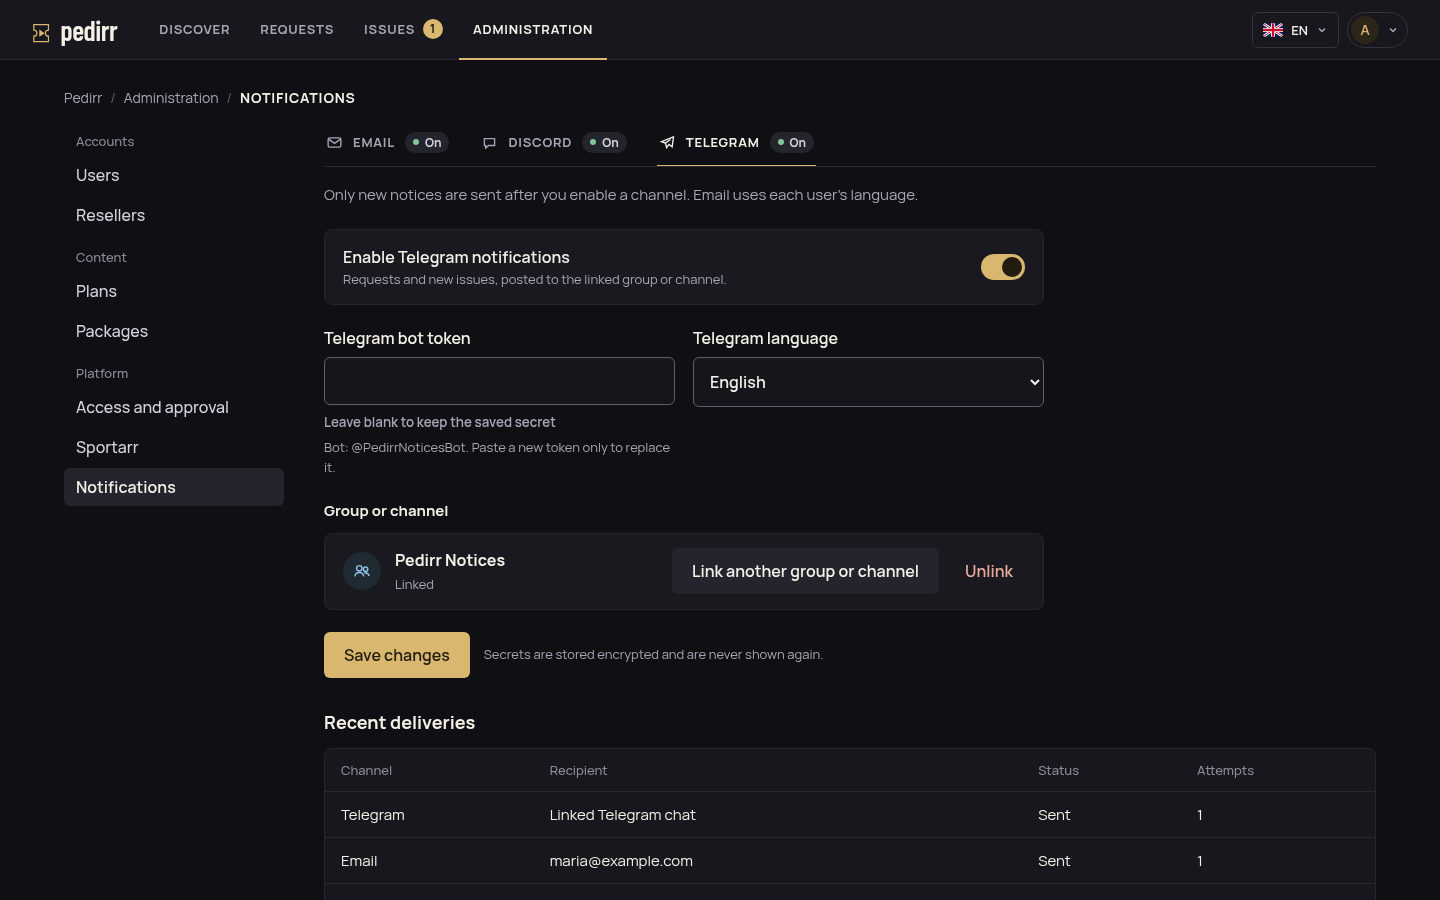 pedirr
DISCOVER
REQUESTS
ISSUES 1
ADMINISTRATION
EN
A
Pedirr / Administration / NOTIFICATIONS
Accounts
Users
Resellers
Content
Plans
Packages
Platform
Access and approval
Sportarr
Notifications
EMAIL On
DISCORD On
TELEGRAM On
Only new notices are sent after you enable a channel. Email uses each user's language.
Enable Telegram notifications
Requests and new issues, posted to the linked group or channel.
Telegram bot token
Leave blank to keep the saved secret
Bot: @PedirrNoticesBot. Paste a new token only to replace
it.
Telegram language
English
Group or channel
Pedirr Notices
Linked
Link another group or channel
Unlink
Save changes
Secrets are stored encrypted and are never shown again.
Recent deliveries
Channel Recipient Status Attempts
Telegram Linked Telegram chat Sent 1
Email maria@example.com Sent 1